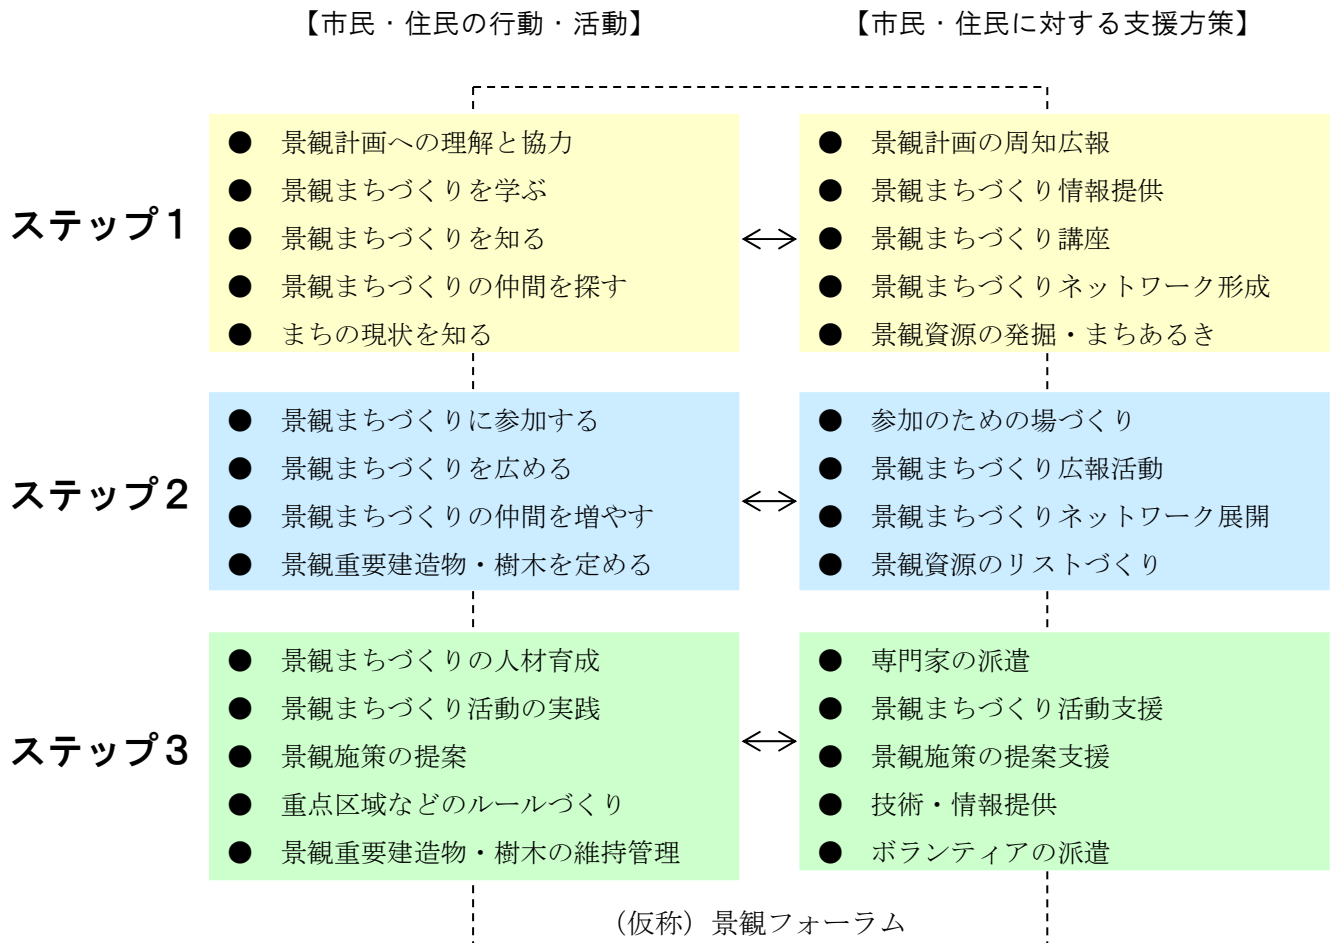 【市民・住民の行動・活動】
【市民・住民に対する支援方策】
ステップ１
● 景観計画への理解と協力
● 景観まちづくりを学ぶ
● 景観まちづくりを知る
● 景観まちづくりの仲間を探す
● まちの現状を知る
● 景観計画の周知広報
● 景観まちづくり情報提供
● 景観まちづくり講座
● 景観まちづくりネットワーク形成
● 景観資源の発掘・まちあるき
ステップ２
● 景観まちづくりに参加する
● 景観まちづくりを広める
● 景観まちづくりの仲間を増やす
● 景観重要建造物・樹木を定める
● 参加のための場づくり
● 景観まちづくり広報活動
● 景観まちづくりネットワーク展開
● 景観資源のリストづくり
ステップ３
● 景観まちづくりの人材育成
● 景観まちづくり活動の実践
● 景観施策の提案
● 重点区域などのルールづくり
● 景観重要建造物・樹木の維持管理
● 専門家の派遣
● 景観まちづくり活動支援
● 景観施策の提案支援
● 技術・情報提供
● ボランティアの派遣
（仮称）景観フォーラム